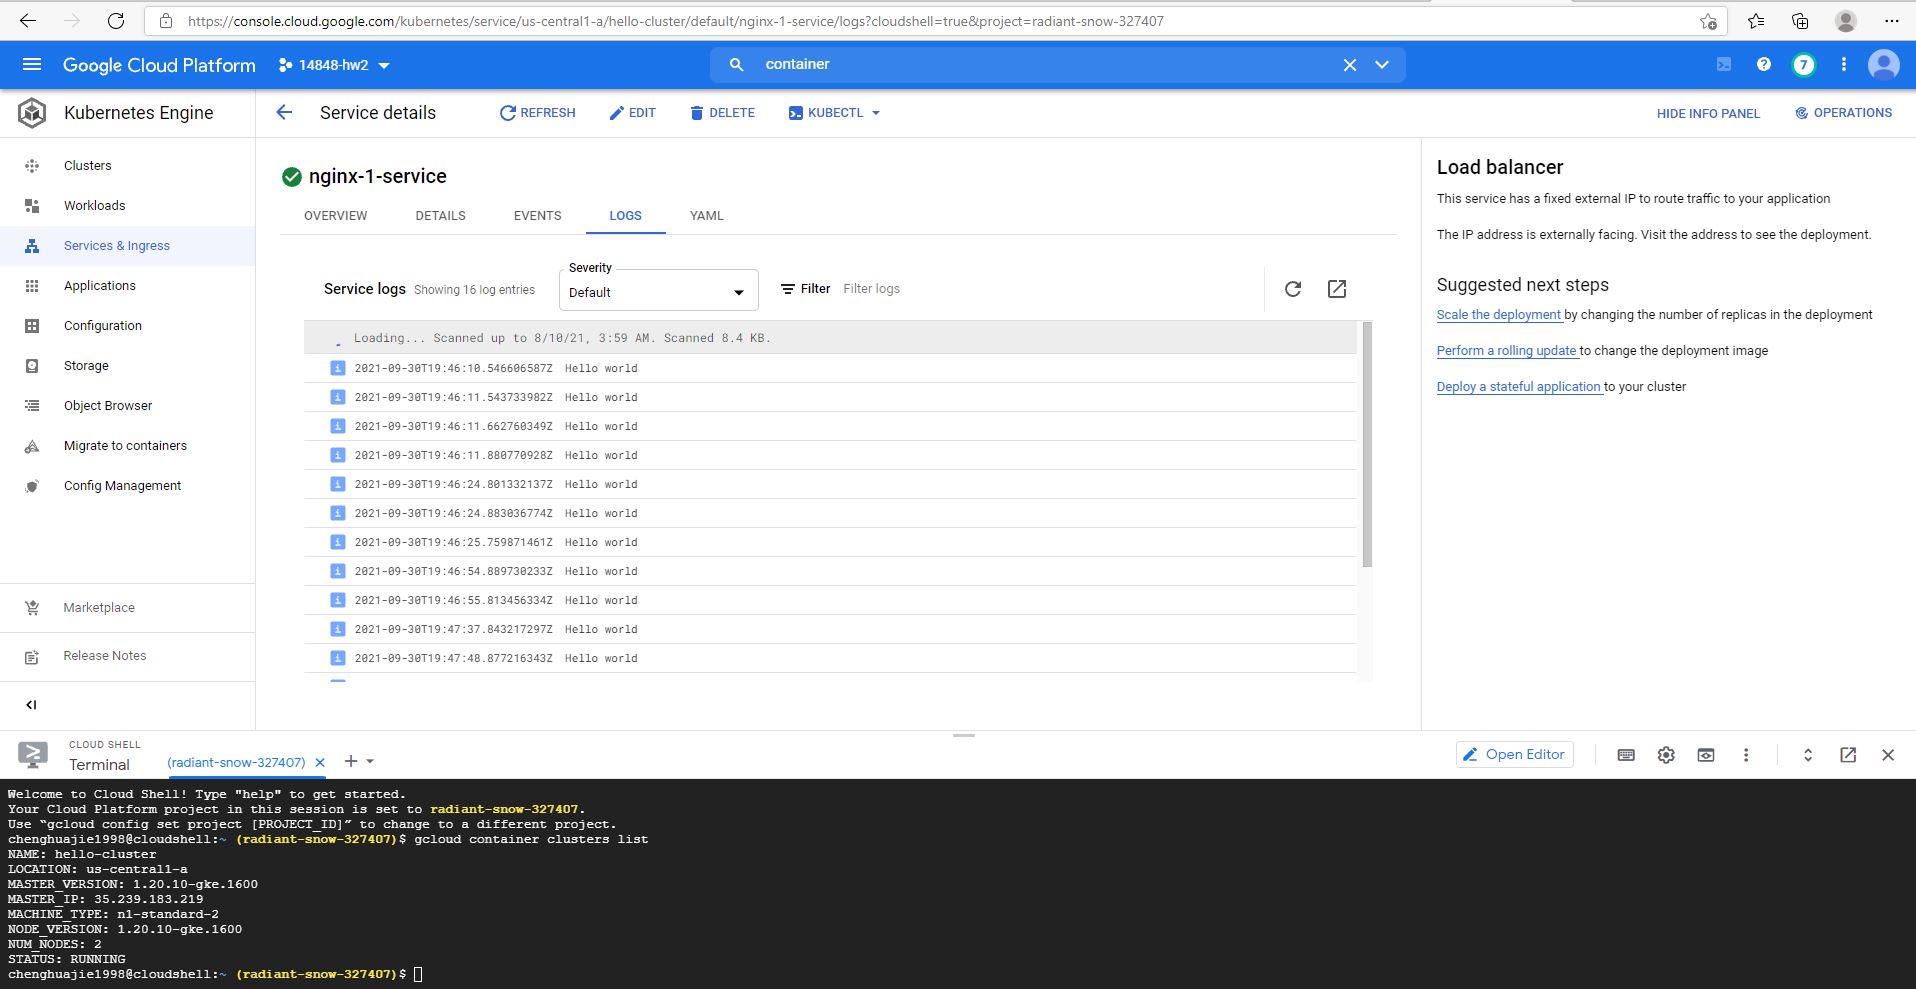 https://console.cloud.google.com/kubernetes/service/us-central1-a/hello-cluster/default/nginx-1-service/logs?cloudshell=true&project=radiant-snow-327407
Google Cloud Platform
14848-hw2
container
7
Kubernetes Engine
Service details
REFRESH
EDIT
DELETE
KUBECTL
HIDE INFO PANEL
OPERATIONS
Clusters
Workloads
Services & Ingress
Applications
Configuration
Storage
Object Browser
Migrate to containers
Config Management
Marketplace
Release Notes
nginx-1-service
OVERVIEW
DETAILS
EVENTS
LOGS
YAML
Service logs
Showing 16 log entries
Severity
Default
Filter
Filter logs
Loading... Scanned up to 8/10/21, 3:59 AM. Scanned 8.4 KB.
2021-09-30T19:46:10.546606587Z Hello world
2021-09-30T19:46:11.543733982Z Hello world
2021-09-30T19:46:11.662760349Z Hello world
2021-09-30T19:46:11.880770928Z Hello world
2021-09-30T19:46:24.801332137Z Hello world
2021-09-30T19:46:24.883036774Z Hello world
2021-09-30T19:46:25.759871461Z Hello world
2021-09-30T19:46:54.889730233Z Hello world
2021-09-30T19:46:55.813456334Z Hello world
2021-09-30T19:47:37.843217297Z Hello world
2021-09-30T19:47:48.877216343Z Hello world
Load balancer
This service has a fixed external IP to route traffic to your application
The IP address is externally facing. Visit the address to see the deployment.
Suggested next steps
Scale the deployment by changing the number of replicas in the deployment
Perform a rolling update to change the deployment image
Deploy a stateful application to your cluster
CLOUD SHELL
Terminal
(radiant-snow-327407)
Open Editor
Welcome to Cloud Shell! Type "help" to get started.
Your Cloud Platform project in this session is set to radiant-snow-327407.
Use “gcloud config set project [PROJECT_ID]” to change to a different project.
chenghuajie1998@cloudshell:~ (radiant-snow-327407)$ gcloud container clusters list
NAME: hello-cluster
LOCATION: us-central1-a
MASTER_VERSION: 1.20.10-gke.1600
MASTER_IP: 35.239.183.219
MACHINE_TYPE: n1-standard-2
NODE_VERSION: 1.20.10-gke.1600
NUM_NODES: 2
STATUS: RUNNING
chenghuajie1998@cloudshell:~ (radiant-snow-327407)$